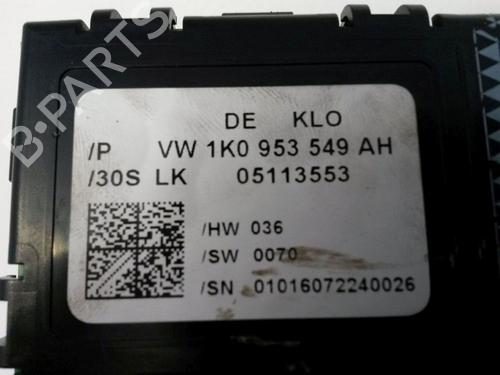 DE KLO
/P VW 1K0 953 549 AH
/30S LK 05113553
/HW 036
/SW 0070
/SN 01016072240026
B-PARTS